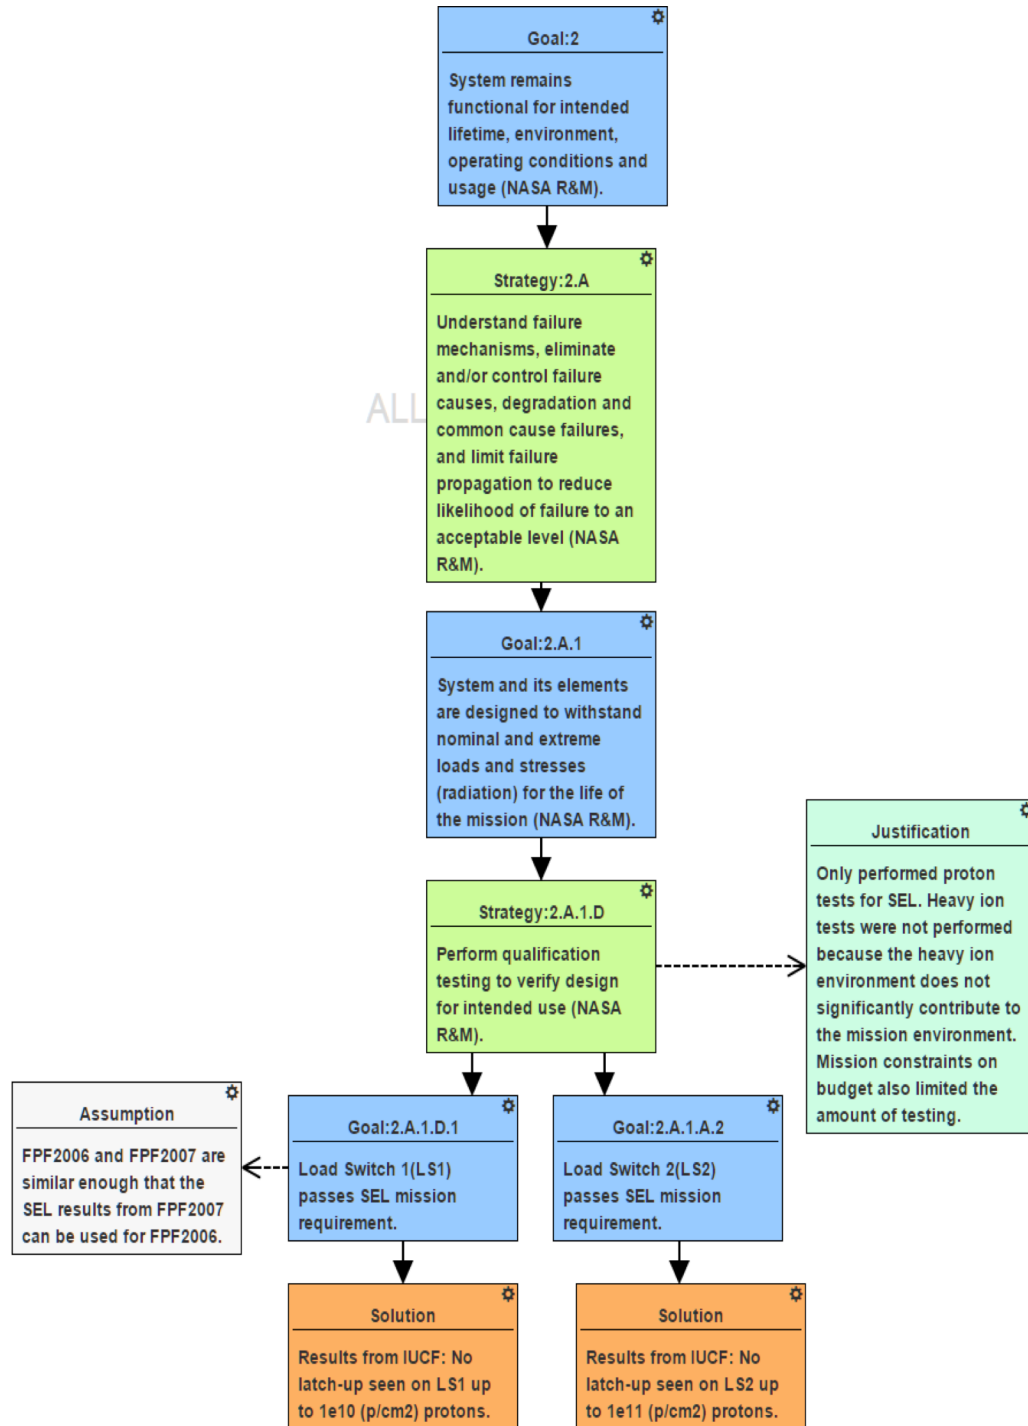 Goal:2
System remains
functional for intended
lifetime, environment,
operating conditions and
usage (NASA R&M).
Strategy:2.A
Understand failure
mechanisms, eliminate
and/or control failure
causes, degradation and
common cause failures,
and limit failure
propagation to reduce
likelihood of failure to an
acceptable level (NASA
R&M).
ALL
Goal:2.A.1
System and its elements
are designed to withstand
nominal and extreme
loads and stresses
(radiation) for the life of
the mission (NASA R&M).
Strategy:2.A.1.D
Perform qualification
testing to verify design
for intended use (NASA
R&M).
Justification
Only performed proton
tests for SEL. Heavy ion
tests were not performed
because the heavy ion
environment does not
significantly contribute to
the mission environment.
Mission constraints on
budget also limited the
amount of testing.
Assumption
FPF2006 and FPF2007 are
similar enough that the
SEL results from FPF2007
can be used for FPF2006.
Goal:2.A.1.D.1
Load Switch 1(LS1)
passes SEL mission
requirement.
Goal:2.A.1.A.2
Load Switch 2(LS2)
passes SEL mission
requirement.
Solution
Results from IUCF: No
latch-up seen on LS1 up
to 1e10 (p/cm2) protons.
Solution
Results from IUCF: No
latch-up seen on LS2 up
to 1e11 (p/cm2) protons.